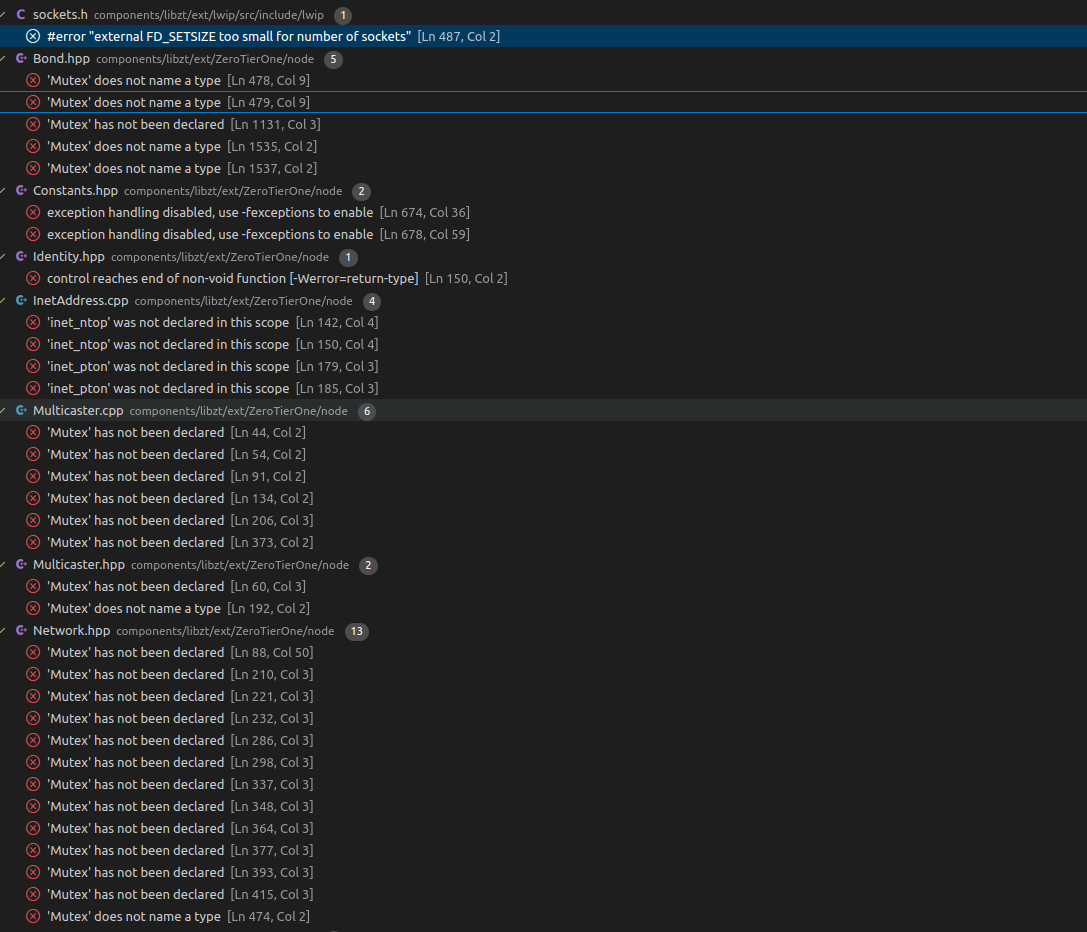 sockets.h components/libzt/ext/lwip/src/include/lwip 1
#error "external FD_SETSIZE too small for number of sockets" [Ln 487, Col 2]
Bond.hpp components/libzt/ext/ZeroTierOne/node 5
'Mutex' does not name a type [Ln 478, Col 9]
'Mutex' does not name a type [Ln 479, Col 9]
'Mutex' has not been declared [Ln 1131, Col 3]
'Mutex' does not name a type [Ln 1535, Col 2]
'Mutex' does not name a type [Ln 1537, Col 2]
Constants.hpp components/libzt/ext/ZeroTierOne/node 2
exception handling disabled, use -fexceptions to enable [Ln 674, Col 36]
exception handling disabled, use -fexceptions to enable [Ln 678, Col 59]
Identity.hpp components/libzt/ext/ZeroTierOne/node 1
control reaches end of non-void function [-Werror=return-type] [Ln 150, Col 2]
InetAddress.cpp components/libzt/ext/ZeroTierOne/node 4
'inet_ntop' was not declared in this scope [Ln 142, Col 4]
'inet_ntop' was not declared in this scope [Ln 150, Col 4]
'inet_pton' was not declared in this scope [Ln 179, Col 3]
'inet_pton' was not declared in this scope [Ln 185, Col 3]
Multicaster.cpp components/libzt/ext/ZeroTierOne/node 6
'Mutex' has not been declared [Ln 44, Col 2]
'Mutex' has not been declared [Ln 54, Col 2]
'Mutex' has not been declared [Ln 91, Col 2]
'Mutex' has not been declared [Ln 134, Col 2]
'Mutex' has not been declared [Ln 206, Col 3]
'Mutex' has not been declared [Ln 373, Col 2]
Multicaster.hpp components/libzt/ext/ZeroTierOne/node 2
'Mutex' has not been declared [Ln 60, Col 3]
'Mutex' does not name a type [Ln 192, Col 2]
Network.hpp components/libzt/ext/ZeroTierOne/node 13
'Mutex' has not been declared [Ln 88, Col 50]
'Mutex' has not been declared [Ln 210, Col 3]
'Mutex' has not been declared [Ln 221, Col 3]
'Mutex' has not been declared [Ln 232, Col 3]
'Mutex' has not been declared [Ln 286, Col 3]
'Mutex' has not been declared [Ln 298, Col 3]
'Mutex' has not been declared [Ln 337, Col 3]
'Mutex' has not been declared [Ln 348, Col 3]
'Mutex' has not been declared [Ln 364, Col 3]
'Mutex' has not been declared [Ln 377, Col 3]
'Mutex' has not been declared [Ln 393, Col 3]
'Mutex' has not been declared [Ln 415, Col 3]
'Mutex' does not name a type [Ln 474, Col 2]